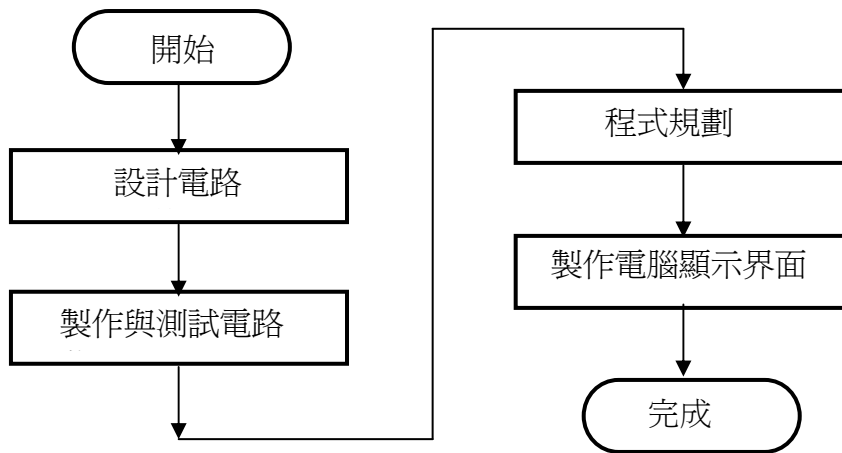 開始
設計電路
製作與測試電路
程式規劃
製作電腦顯示界面
完成